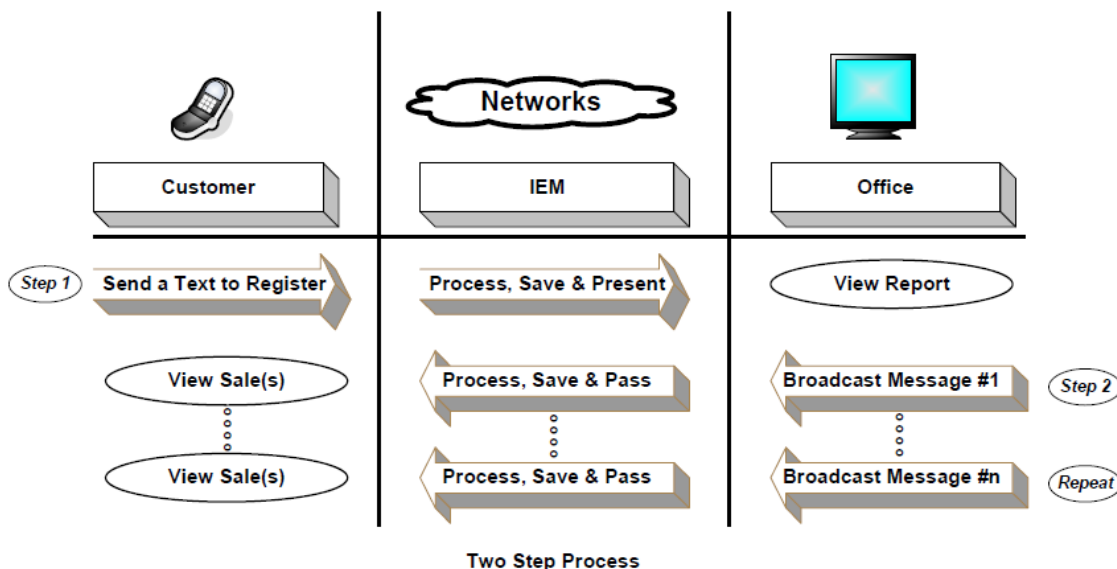 Networks
Customer
IEM
Office
Step 1
Send a Text to Register
Process, Save & Present
View Report
View Sale(s)
Process, Save & Pass
Broadcast Message #1
Step 2
View Sale(s)
Process, Save & Pass
Broadcast Message #n
Repeat
Two Step Process